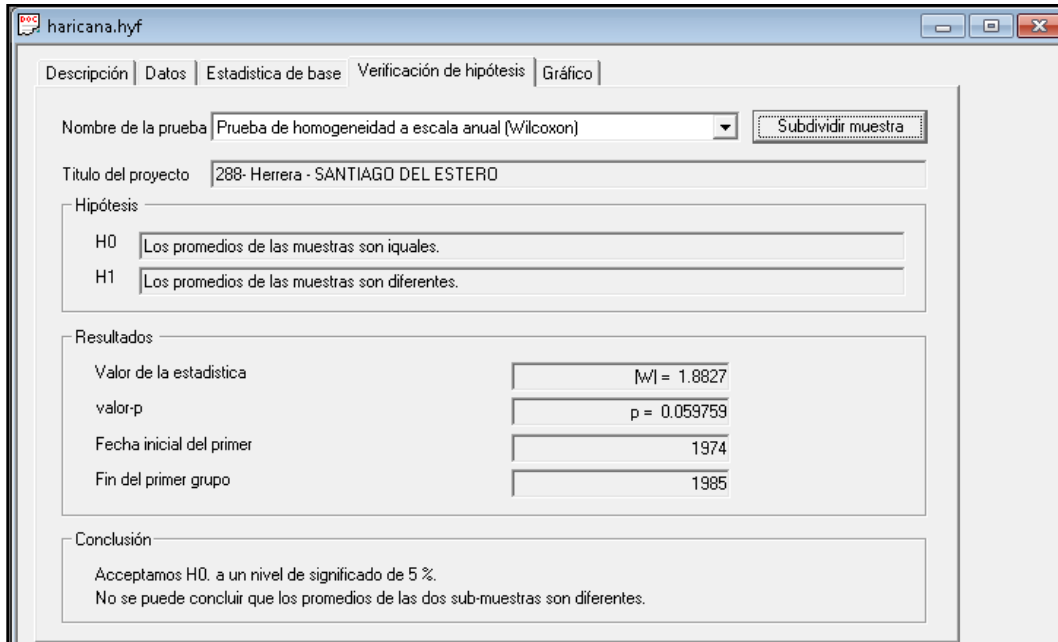 DOC
haricana.hyf
Descripción Datos Estadistica de base Verificación de hipótesis Gráfico
Nombre de la prueba Prueba de homogeneidad a escala anual (Wilcoxon) Subdividir muestra
Titulo del proyecto 288- Herrera - SANTIAGO DEL ESTERO
Hipótesis
H0 Los promedios de las muestras son iquales.
H1 Los promedios de las muestras son diferentes.
Resultados
Valor de la estadistica |W| = 1.8827
valor-p p = 0.059759
Fecha inicial del primer 1974
Fin del primer grupo 1985
Conclusión
Acceptamos H0. a un nivel de significado de 5 %.
No se puede concluir que los promedios de las dos sub-muestras son diferentes.